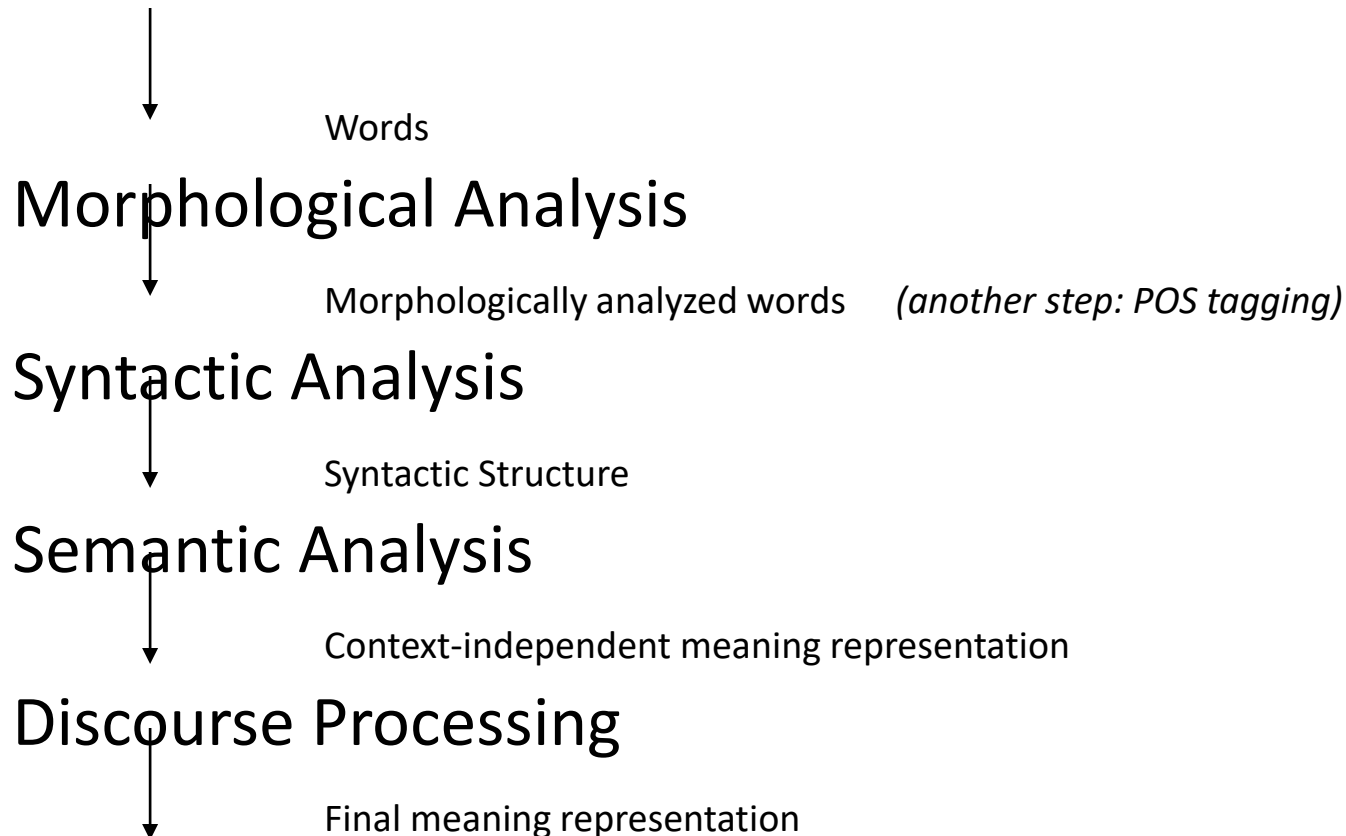 Words
Morphological Analysis
Morphologically analyzed words (another step: POS tagging)
Syntactic Analysis
Syntactic Structure
Semantic Analysis
Context-independent meaning representation
Discourse Processing
Final meaning representation